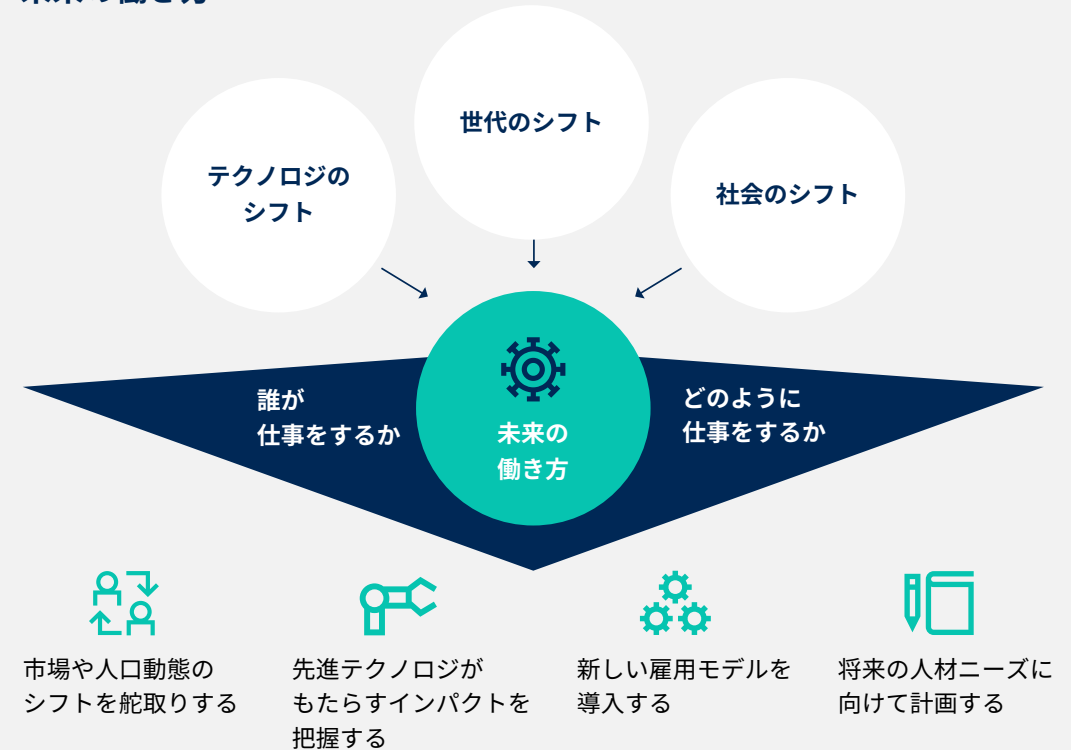 世代のシフト
テクノロジの
シフト
社会のシフト
誰が
仕事をするか
未来の
働き方
どのように
仕事をするか
市場や人口動態の
シフトを舵取りする
先進テクノロジが
もたらすインパクトを
把握する
新しい雇用モデルを
導入する
将来の人材ニーズに
向けて計画する